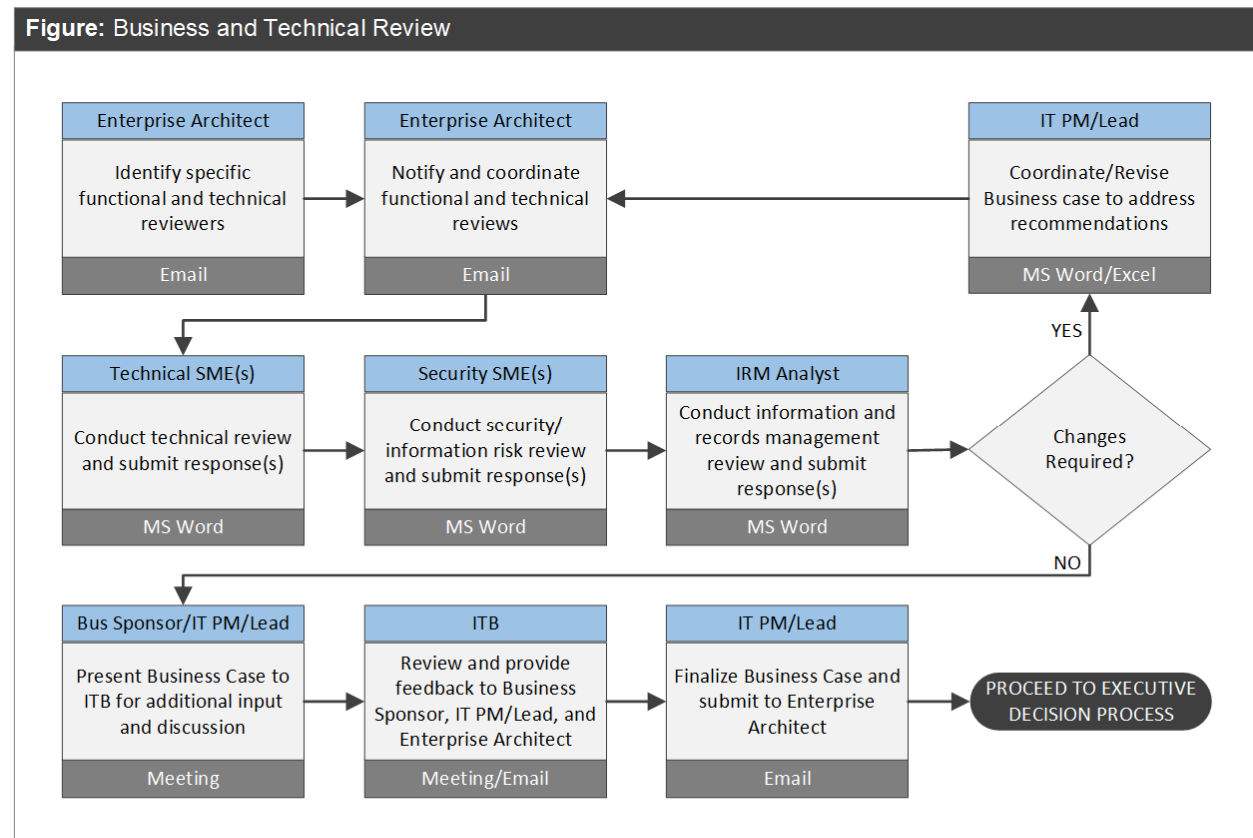 Figure: Business and Technical Review
Enterprise Architect
Identify specific
functional and technical
reviewers
Email
Enterprise Architect
Notify and coordinate
functional and technical
reviews
Email
IT PM/Lead
Coordinate/Revise
Business case to address
recommendations
MS Word/Excel
YES
Technical SME(s)
Conduct technical review
and submit response(s)
MS Word
Security SME(s)
Conduct security/
information risk review
and submit response(s)
MS Word
IRM Analyst
Conduct information and
records management
review and submit
response(s)
MS Word
Changes
Required?
NO
Bus Sponsor/IT PM/Lead
Present Business Case to
ITB for additional input
and discussion
Meeting
ITB
Review and provide
feedback to Business
Sponsor, IT PM/Lead, and
Enterprise Architect
Meeting/Email
IT PM/Lead
Finalize Business Case and
submit to Enterprise
Architect
Email
PROCEED TO EXECUTIVE
DECISION PROCESS